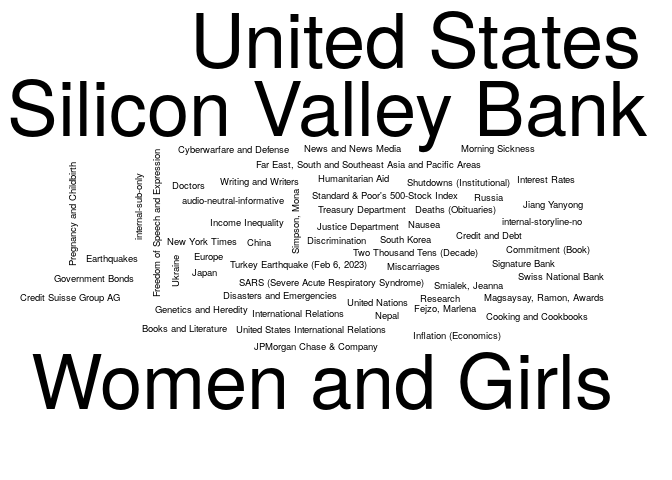 United States
Silicon Valley Bank
Cyberwarfare and Defense
News and News Media
Morning Sickness
Far East, South and Southeast Asia and Pacific Areas
Pregnancy and Childbirth
internal-sub-only
Freedom of Speech and Expression
Doctors
Writing and Writers
Humanitarian Aid
Shutdowns (Institutional)
Interest Rates
audio-neutral-informative
Simpson, Mona
Standard & Poor's 500-Stock Index
Russia
Jiang Yanyong
Treasury Department
Deaths (Obituaries)
Income Inequality
Justice Department
Nausea
internal-storyline-no
New York Times
China
Discrimination
South Korea
Credit and Debt
Earthquakes
Ukraine
Europe
Two Thousand Ten (Decade)
Commitment (Book)
Japan
Turkey Earthquake (Feb 6, 2023)
Miscarriages
Signature Bank
Government Bonds
SARS (Severe Acute Respiratory Syndrome)
Smialek, Jeanna
Swiss National Bank
Credit Suisse Group AG
Disasters and Emergencies
United Nations
Research
Magsaysay, Ramon, Awards
Genetics and Heredity
International Relations
Nepal
Fejzo, Marlena
Cooking and Cookbooks
Books and Literature
United States International Relations
Inflation (Economics)
JPMorgan Chase & Company
Women and Girls